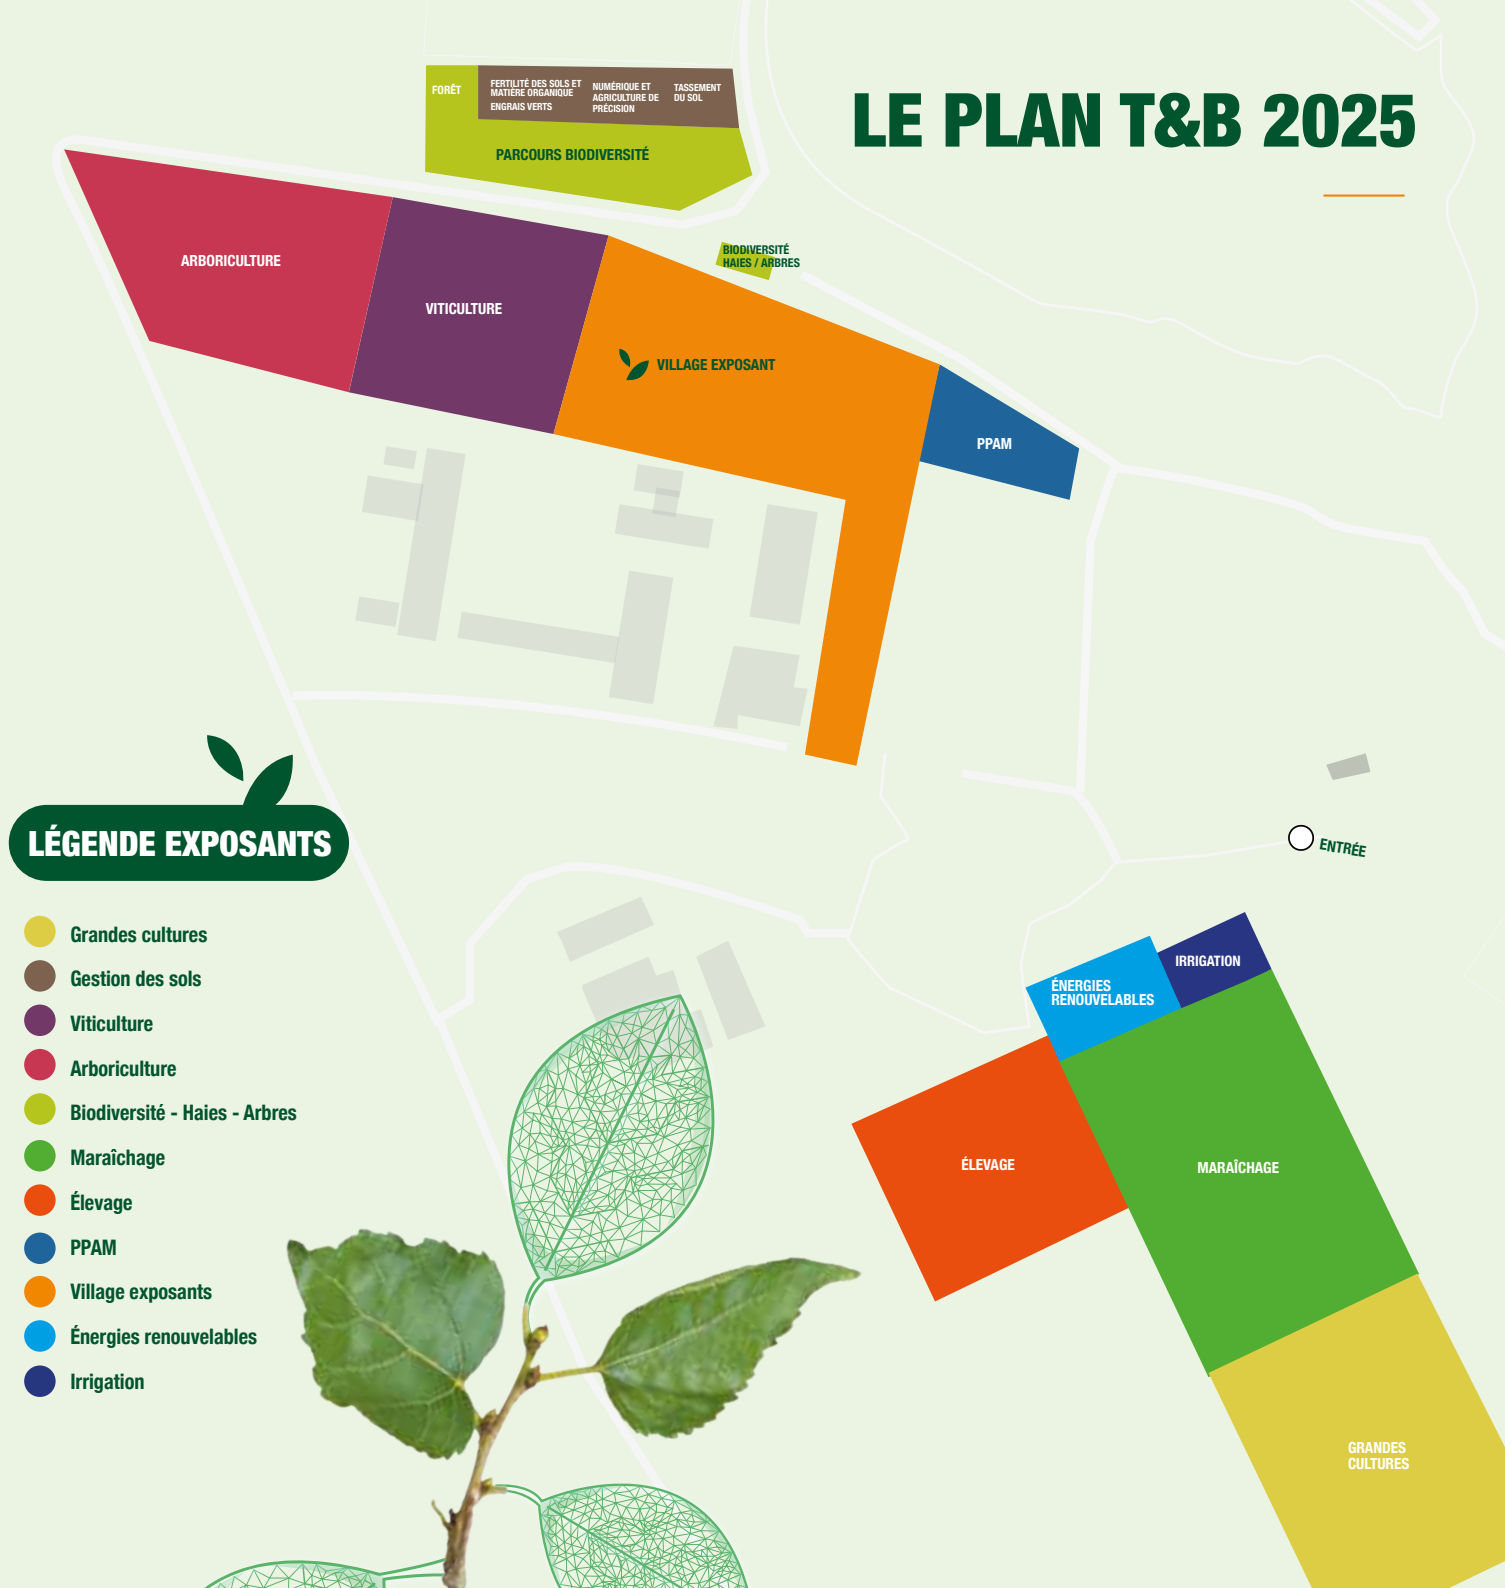 LE PLAN T&B 2025
FORÊT
FERTILITÉ DES SOLS ET
MATIÈRE ORGANIQUE
ENGRAIS VERTS
NUMÉRIQUE ET
AGRICULTURE DE
PRÉCISION
TASSEMENT
DU SOL
PARCOURS BIODIVERSITÉ
BIODIVERSITÉ
HAIES / ARBRES
ARBORICULTURE
VITICULTURE
VILLAGE EXPOSANT
PPAM
ENTRÉE
LÉGENDE EXPOSANTS
Grandes cultures
Gestion des sols
Viticulture
Arboriculture
Biodiversité - Haies - Arbres
Maraîchage
Élevage
PPAM
Village exposants
Énergies renouvelables
Irrigation
IRRIGATION
ÉNERGIES
RENOUVELABLES
ÉLEVAGE
MARAÎCHAGE
GRANDES
CULTURES